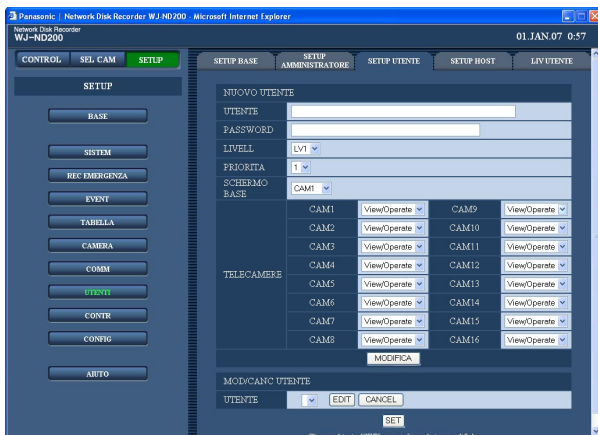 Panasonic | Network Disk Recorder WJ-ND200 - Microsoft Internet Explorer
Network Disk Recorder
WJ-ND200
01.JAN.07 0:57
CONTROL SEL CAM SETUP
SETUP
BASE
SISTEM
REC EMERGENZA
EVENT
TABELLA
CAMERA
COMM
UTENTI
CONTR
CONFIG
AIUTO
SETUP BASE SETUP AMMINISTRATORE SETUP UTENTE SETUP HOST LIV UTENTE
NUOVO UTENTE
UTENTE
PASSWORD
LIVELL LV1
PRIORITA 1
SCHERMO BASE CAM1
TELECAMERE
CAM1 View/Operate CAM9 View/Operate
CAM2 View/Operate CAM10 View/Operate
CAM3 View/Operate CAM11 View/Operate
CAM4 View/Operate CAM12 View/Operate
CAM5 View/Operate CAM13 View/Operate
CAM6 View/Operate CAM14 View/Operate
CAM7 View/Operate CAM15 View/Operate
CAM8 View/Operate CAM16 View/Operate
MODIFICA
MOD/CANC UTENTE
UTENTE EDIT CANCEL
SET